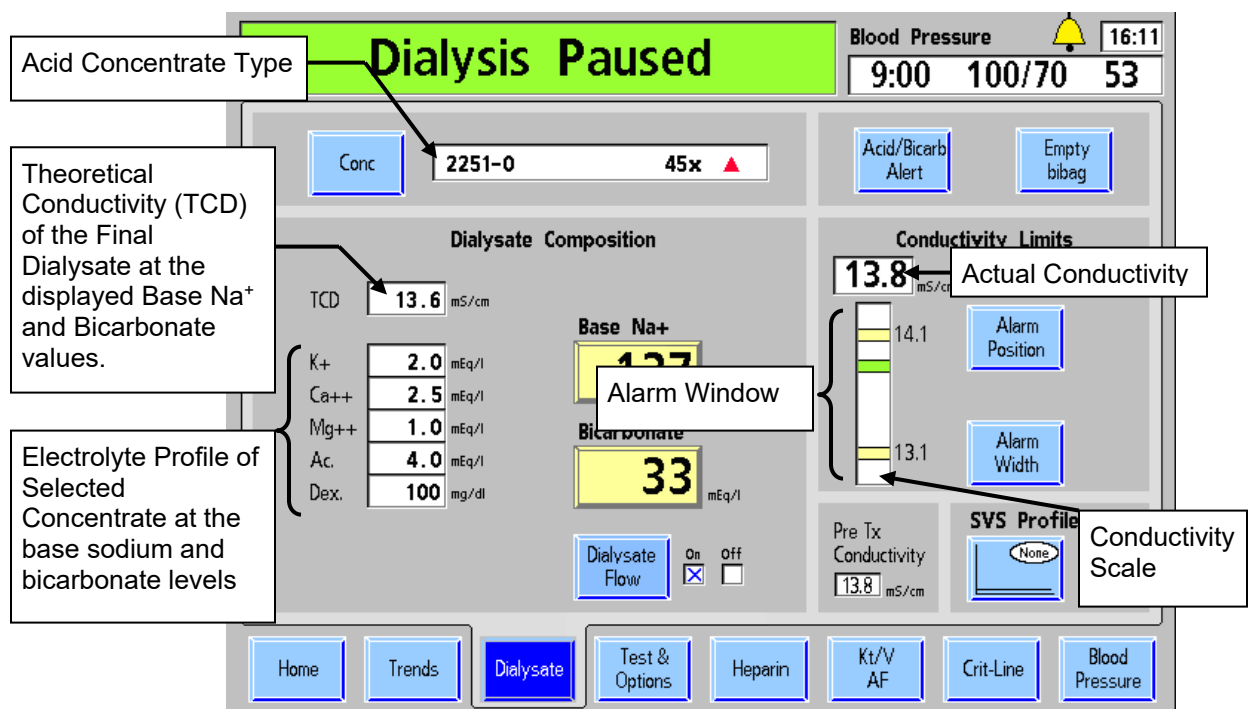 Dialysis Paused
Blood Pressure
16:11
9:00 100/70 53
Acid Concentrate Type
Conc
2251-0 45x
Acid/Bicarb
Alert
Empty
bibag
Theoretical
Conductivity (TCD)
of the Final
Dialysate at the
displayed Base Na⁺
and Bicarbonate
values.
Dialysate Composition
TCD 13.6 mS/cm
K+ 2.0 mEq/l
Ca++ 2.5 mEq/l
Mg++ 1.0 mEq/l
Ac. 4.0 mEq/l
Dex. 100 mg/dl
Base Na+
Bicarbonate
33 mEq/l
Dialysate
Flow
On Off
Electrolyte Profile of
Selected
Concentrate at the
base sodium and
bicarbonate levels
Conductivity Limits
13.8
Actual Conductivity
14.1
13.1
Alarm
Position
Alarm Window
Alarm
Width
Conductivity
Scale
Pre Tx
Conductivity
13.8 mS/cm
SVS Profile
None
Home
Trends
Dialysate
Test &
Options
Heparin
Kt/V
AF
Crit-Line
Blood
Pressure